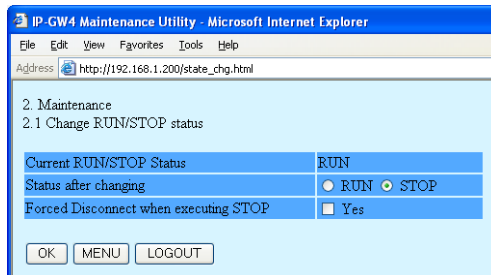 IP-GW4 Maintenance Utility - Microsoft Internet Explorer
File Edit View Favorites Tools Help
Address http://192.168.1.200/state_chg.html
2. Maintenance
2.1 Change RUN/STOP status
Current RUN/STOP Status RUN
Status after changing RUN STOP
Forced Disconnect when executing STOP Yes
OK MENU LOGOUT